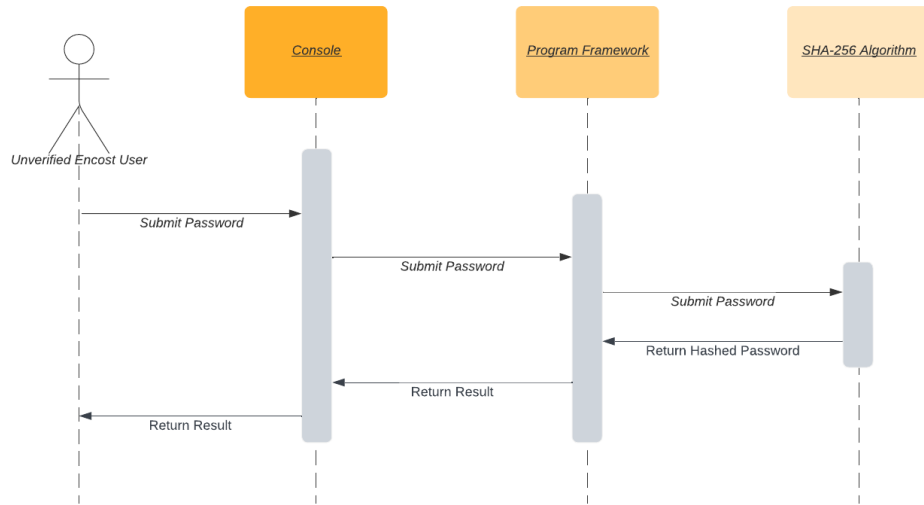 Console
Program Framework
SHA-256 Algorithm
Unverified Encost User
Submit Password
Submit Password
Submit Password
Return Hashed Password
Return Result
Return Result